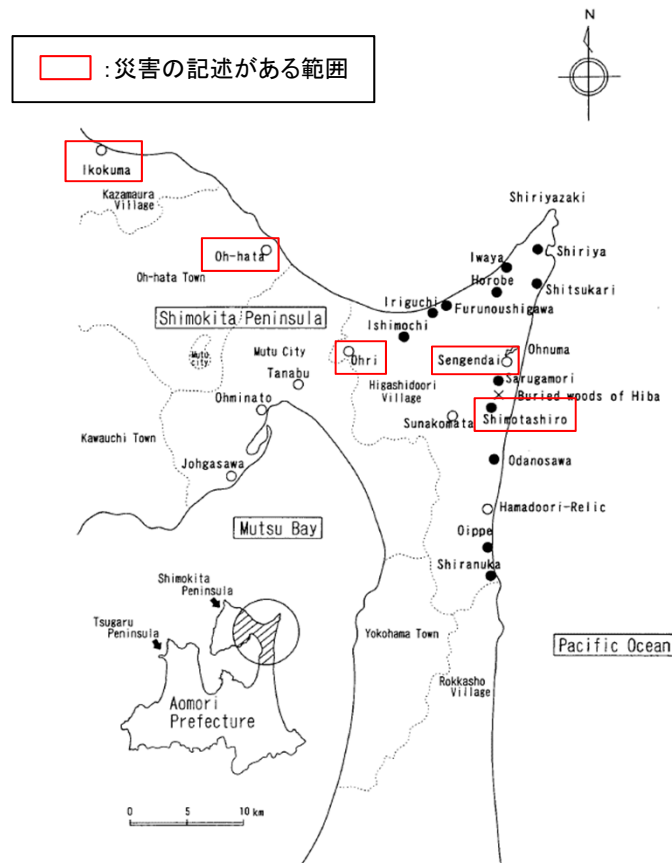 N
：災害の記述がある範囲
Ikokuma
Kazamaura
Village
Shiriyazaki
Oh-hata
Iwaya
Shiriya
Oh-hata Town
Horobe
Shitsukari
Iriguchi
Furunoushigawa
Shimokita Peninsula
Ishimochi
Ohnuma
Muto
city
Mutu City
Ohri
Sengendai
Tanabu
Higashidoori
Village
Sarugamori
Buried woods of Hiba
Ohminato
Sunakomata
Shimotashiro
Kawauchi Town
Johgasawa
Odanosawa
Mutsu Bay
Hamadoori-Relic
Oippe
Shiranuka
Shimokita
Peninsula
Tsugaru
Peninsula
Yokohama Town
Pacific Ocean
Rokkasho
Village
Aomori
Prefecture
0 5 10 km